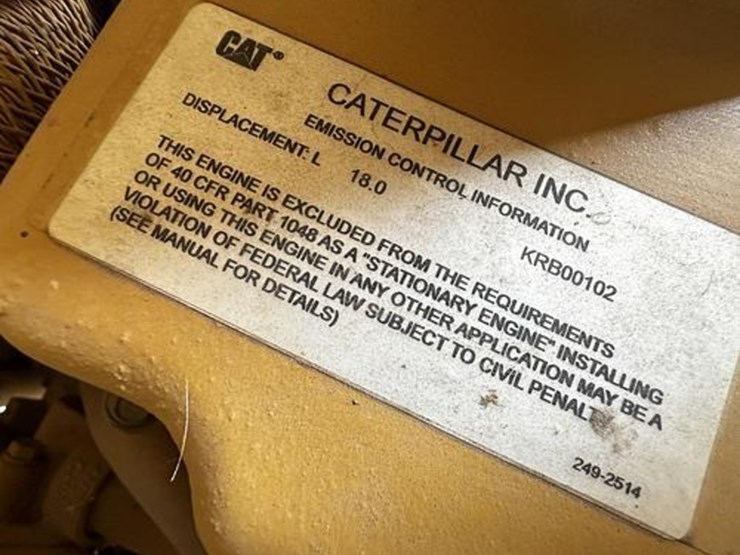 CAT®
CATERPILLAR INC.
EMISSION CONTROL INFORMATION
DISPLACEMENT: L 18.0 KRB00102
THIS ENGINE IS EXCLUDED FROM THE REQUIREMENTS
OF 40 CFR PART 1048 AS A "STATIONARY ENGINE" INSTALLING
OR USING THIS ENGINE IN ANY OTHER APPLICATION MAY BE A
VIOLATION OF FEDERAL LAW SUBJECT TO CIVIL PENALTY
(SEE MANUAL FOR DETAILS)
249-2514